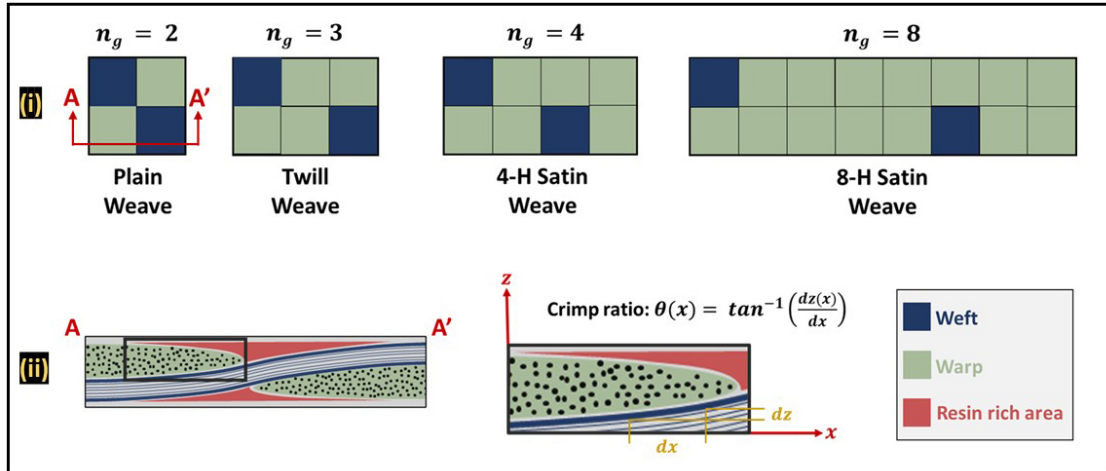 n_g = 2
n_g = 3
n_g = 4
n_g = 8
(i)
A
A'
Plain
Weave
Twill
Weave
4-H Satin
Weave
8-H Satin
Weave
(ii)
A
A'
z
Crimp ratio: θ(x) = tan⁻¹(dz(x)/dx)
dz
dx
x
Weft
Warp
Resin rich area